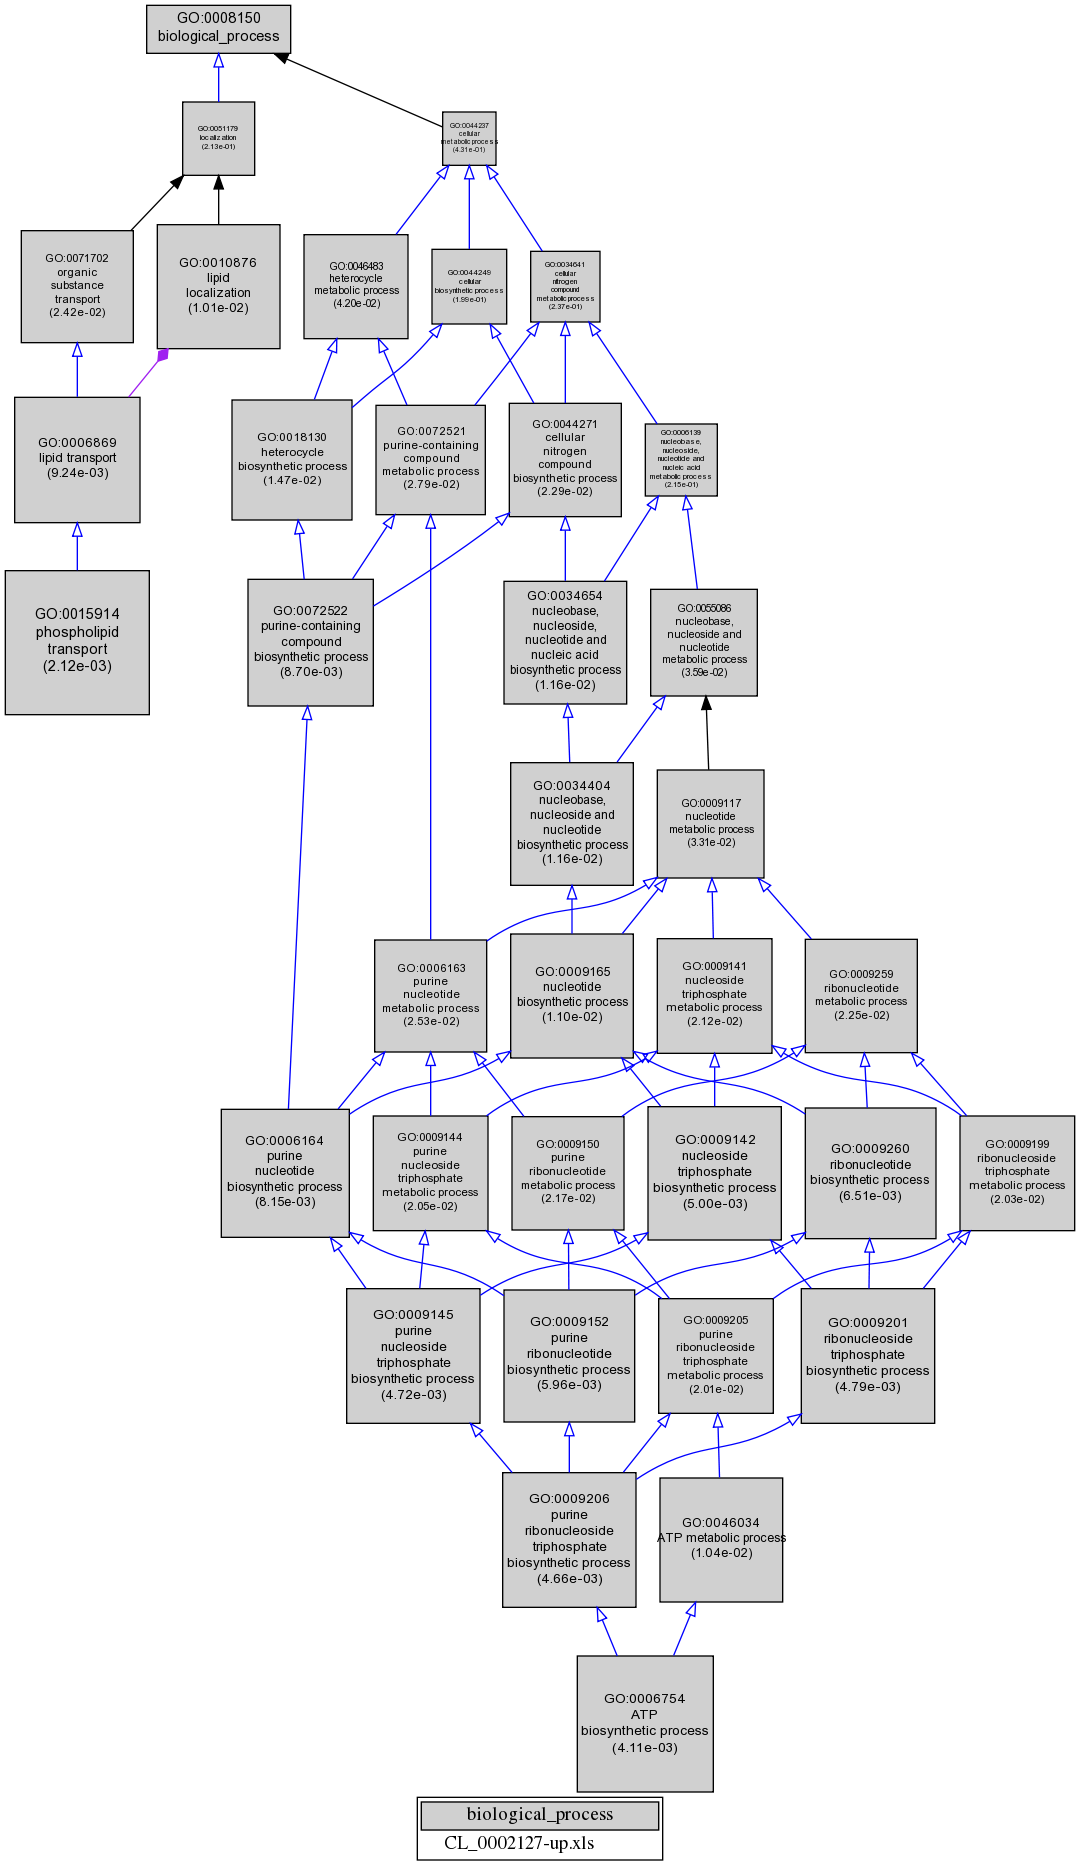 GO:0008150
biological_process
GO:0051179
localization
(2.13e-01)
GO:0044237
cellular
metabolic process
(4.31e-01)
GO:0071702
organic
substance
transport
(2.42e-02)
GO:0010876
lipid
localization
(1.01e-02)
GO:0046483
heterocycle
metabolic process
(4.20e-02)
GO:0044249
cellular
biosynthetic process
(1.99e-01)
GO:0034641
cellular
nitrogen
compound
metabolic process
(2.37e-01)
GO:0006869
lipid transport
(9.24e-03)
GO:0018130
heterocycle
biosynthetic process
(1.47e-02)
GO:0072521
purine-containing
compound
metabolic process
(2.79e-02)
GO:0044271
cellular
nitrogen
compound
biosynthetic process
(2.29e-02)
GO:0006139
nucleobase,
nucleoside,
nucleotide and
nucleic acid
metabolic process
(2.15e-01)
GO:0015914
phospholipid
transport
(2.12e-03)
GO:0072522
purine-containing
compound
biosynthetic process
(8.70e-03)
GO:0034654
nucleobase,
nucleoside,
nucleotide and
nucleic acid
biosynthetic process
(1.16e-02)
GO:0055086
nucleobase,
nucleoside and
nucleotide
metabolic process
(3.59e-02)
GO:0034404
nucleobase,
nucleoside and
nucleotide
biosynthetic process
(1.16e-02)
GO:0009117
nucleotide
metabolic process
(3.31e-02)
GO:0006163
purine
nucleotide
metabolic process
(2.53e-02)
GO:0009165
nucleotide
biosynthetic process
(1.10e-02)
GO:0009141
nucleoside
triphosphate
metabolic process
(2.12e-02)
GO:0009259
ribonucleotide
metabolic process
(2.25e-02)
GO:0006164
purine
nucleotide
biosynthetic process
(8.15e-03)
GO:0009144
purine
nucleoside
triphosphate
metabolic process
(2.05e-02)
GO:0009150
purine
ribonucleotide
metabolic process
(2.17e-02)
GO:0009142
nucleoside
triphosphate
biosynthetic process
(5.00e-03)
GO:0009260
ribonucleotide
biosynthetic process
(6.51e-03)
GO:0009199
ribonucleoside
triphosphate
metabolic process
(2.03e-02)
GO:0009145
purine
nucleoside
triphosphate
biosynthetic process
(4.72e-03)
GO:0009152
purine
ribonucleotide
biosynthetic process
(5.96e-03)
GO:0009205
purine
ribonucleoside
triphosphate
metabolic process
(2.01e-02)
GO:0009201
ribonucleoside
triphosphate
biosynthetic process
(4.79e-03)
GO:0009206
purine
ribonucleoside
triphosphate
biosynthetic process
(4.66e-03)
GO:0046034
ATP metabolic process
(1.04e-02)
GO:0006754
ATP
biosynthetic process
(4.11e-03)
biological_process
CL_0002127-up.xls